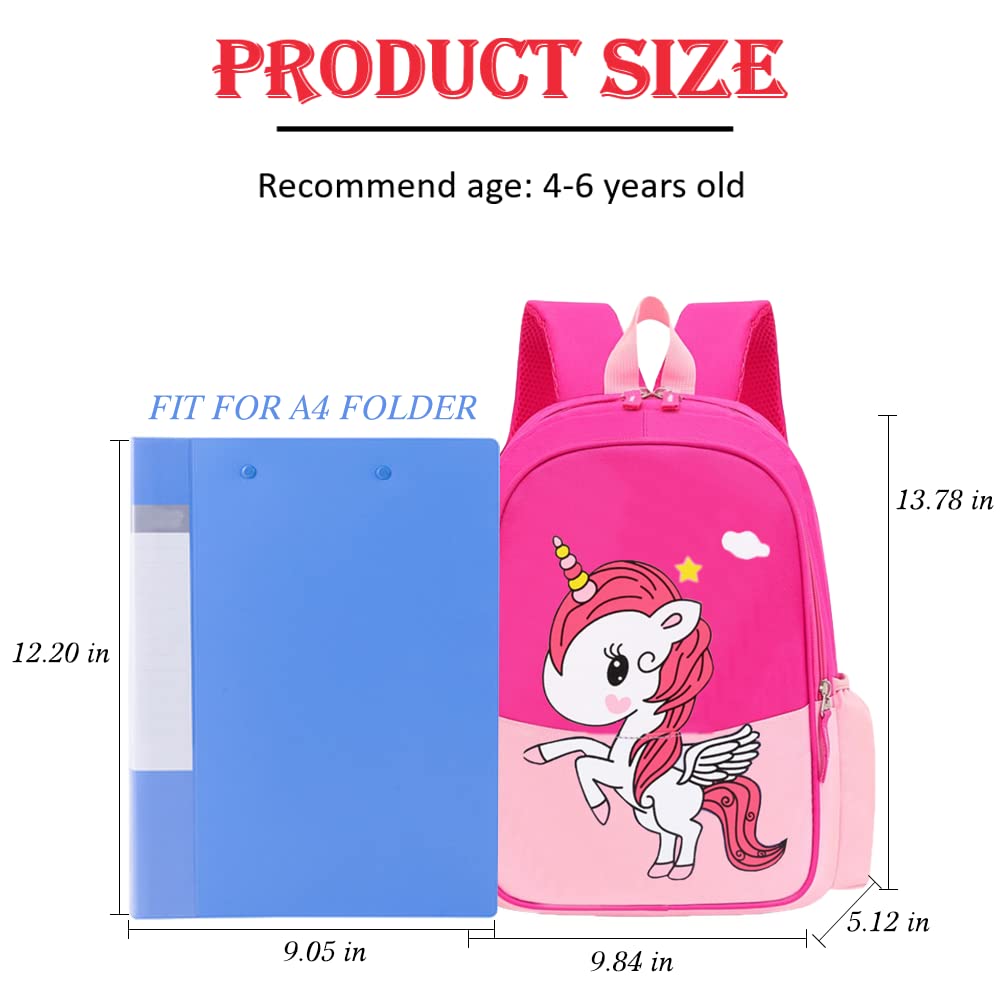 PRODUCT SIZE
Recommend age: 4-6 years old
FIT FOR A4 FOLDER
13.78 in
12.20 in
5.12 in
9.05 in
9.84 in